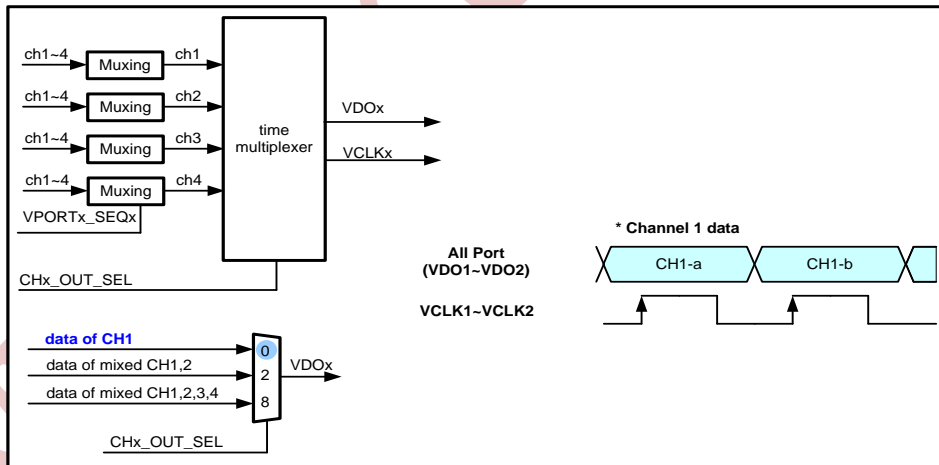 ch1~4 Muxing ch1
ch1~4 Muxing ch2
ch1~4 Muxing ch3
ch1~4 Muxing ch4
VPORTx_SEQx
CHx_OUT_SEL
time
multiplexer
VDOx
VCLKx
data of CH1
data of mixed CH1,2
data of mixed CH1,2,3,4
0
2
8
VDOx
CHx_OUT_SEL
* Channel 1 data
All Port
(VDO1~VDO2)
CH1-a
CH1-b
VCLK1~VCLK2